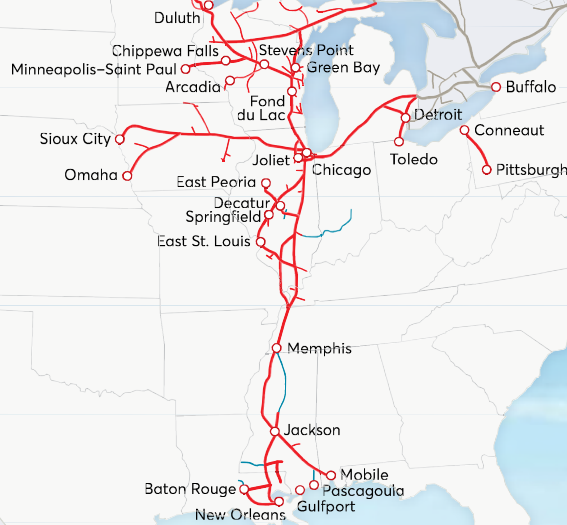 Duluth
Chippewa Falls
Stevens Point
Minneapolis–Saint Paul
Green Bay
Arcadia
Buffalo
Fond
du Lac
Detroit
Conneaut
Sioux City
Joliet
Chicago
Toledo
Pittsburgh
Omaha
East Peoria
Decatur
Springfield
East St. Louis
Memphis
Jackson
Mobile
Baton Rouge
Pascagoula
Gulfport
New Orleans